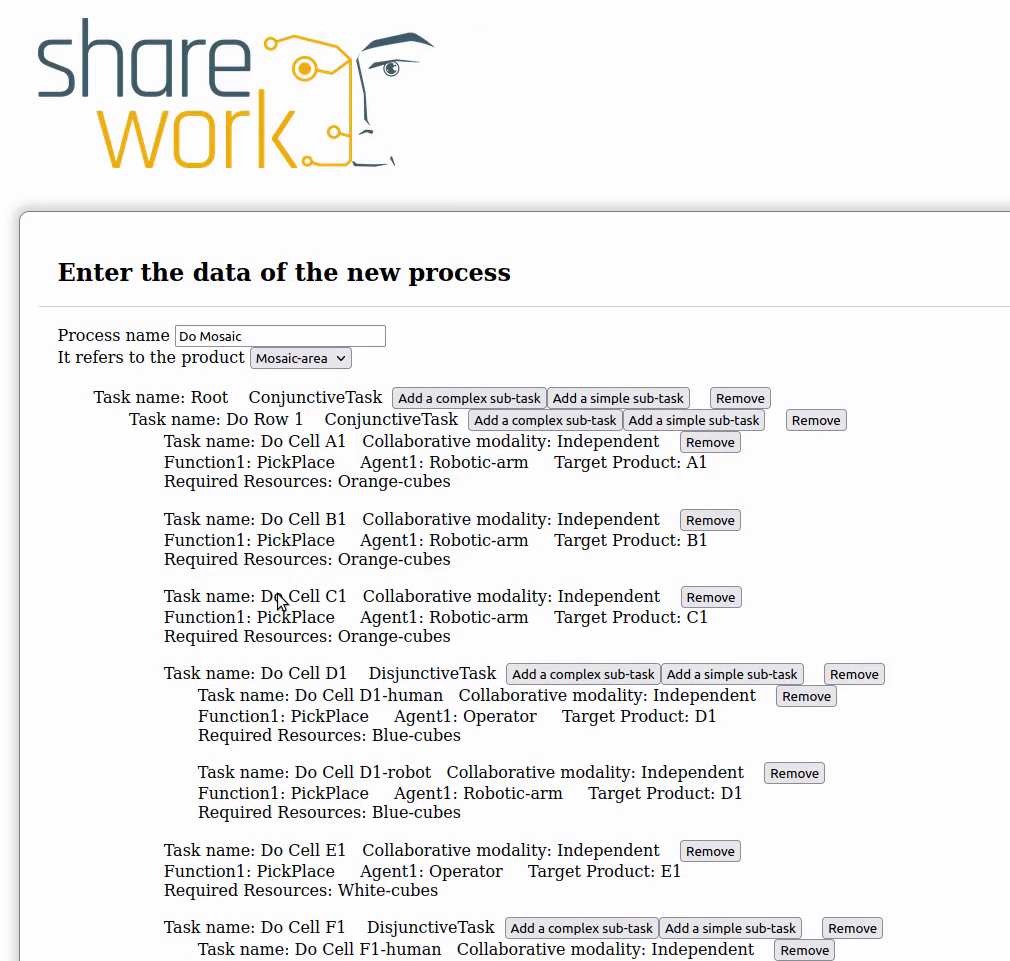 share
work
Enter the data of the new process
Process name Do Mosaic
It refers to the product Mosaic-area
Task name: Root ConjunctiveTask Add a complex sub-task Add a simple sub-task Remove
Task name: Do Row 1 ConjunctiveTask Add a complex sub-task Add a simple sub-task Remove
Task name: Do Cell A1 Collaborative modality: Independent Remove
Function1: PickPlace Agent1: Robotic-arm Target Product: A1
Required Resources: Orange-cubes
Task name: Do Cell B1 Collaborative modality: Independent Remove
Function1: PickPlace Agent1: Robotic-arm Target Product: B1
Required Resources: Orange-cubes
Task name: Do Cell C1 Collaborative modality: Independent Remove
Function1: PickPlace Agent1: Robotic-arm Target Product: C1
Required Resources: Orange-cubes
Task name: Do Cell D1 DisjunctiveTask Add a complex sub-task Add a simple sub-task Remove
Task name: Do Cell D1-human Collaborative modality: Independent Remove
Function1: PickPlace Agent1: Operator Target Product: D1
Required Resources: Blue-cubes
Task name: Do Cell D1-robot Collaborative modality: Independent Remove
Function1: PickPlace Agent1: Robotic-arm Target Product: D1
Required Resources: Blue-cubes
Task name: Do Cell E1 Collaborative modality: Independent Remove
Function1: PickPlace Agent1: Operator Target Product: E1
Required Resources: White-cubes
Task name: Do Cell F1 DisjunctiveTask Add a complex sub-task Add a simple sub-task Remove
Task name: Do Cell F1-human Collaborative modality: Independent Remove